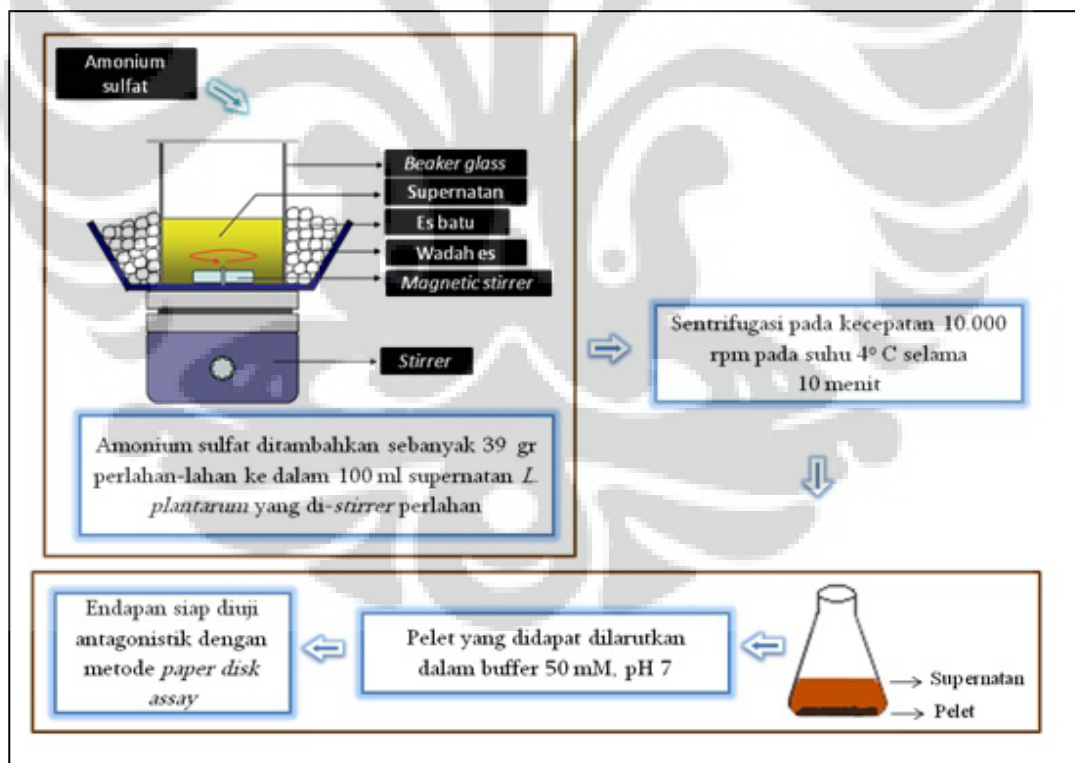 Amonium
sulfat
Beaker glass
Supernatan
Es batu
Wadah es
Magnetic stirrer
Stirrer
Amonium sulfat ditambahkan sebanyak 39 gr
perlahan-lahan ke dalam 100 ml supernatan L.
plantarum yang di-stirrer perlahan
Sentrifugasi pada kecepatan 10.000
rpm pada suhu 4º C selama
10 menit
Supernatan
Pelet
Pelet yang didapat dilarutkan
dalam buffer 50 mM, pH 7
Endapan siap diuji
antagonistik dengan
metode paper disk
assay